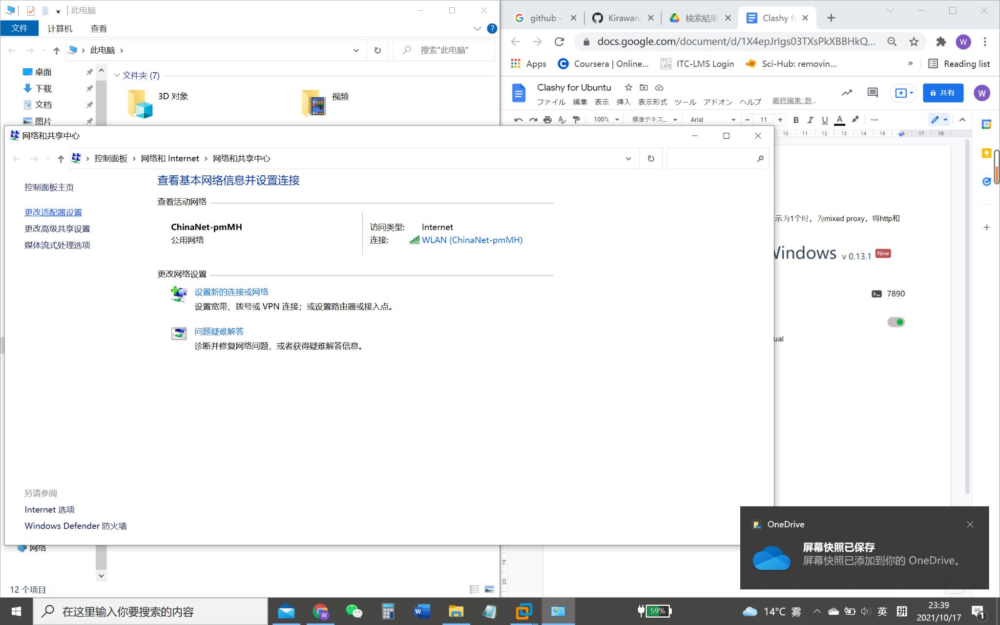 此电脑
文件
计算机
查看
此电脑
搜索"此电脑"
桌面
下载
文档
图片
文件夹 (7)
3D 对象
视频
网络
12 个项目
github -
Kirawan
検索結果
Clashy fo
docs.google.com/document/d/1X4epJrIgs03TXsPkXBBHkQ...
W
Apps
Coursera | Online...
ITC-LMS Login
Sci-Hub: removin...
»
Reading list
Clashy for Ubuntu
ファイル 編集 表示 挿入 表示形式 ツール アドオン ヘルプ
最終編集: 数...
共有
W
100%
標準テキス...
Arial
11
B I U A
10 11 12 13 14 15 16 17 18
示为1个时，为mixed proxy，将http和
Windows v 0.13.1 New
7890
ual
19
20
网络和共享中心
控制面板 › 网络和 Internet › 网络和共享中心
控制面板主页
更改适配器设置
更改高级共享设置
媒体流式处理选项
查看基本网络信息并设置连接
查看活动网络
ChinaNet-pmMH
公用网络
访问类型: Internet
连接: WLAN (ChinaNet-pmMH)
更改网络设置
设置新的连接或网络
设置宽带、拨号或 VPN 连接；或设置路由器或接入点。
问题疑难解答
诊断并修复网络问题，或者获得疑难解答信息。
另请参阅
Internet 选项
Windows Defender 防火墙
OneDrive
屏幕快照已保存
屏幕快照已添加到你的 OneDrive。
在这里输入你要搜索的内容
59%
14°C 雾
英
拼
23:39
2021/10/17
1